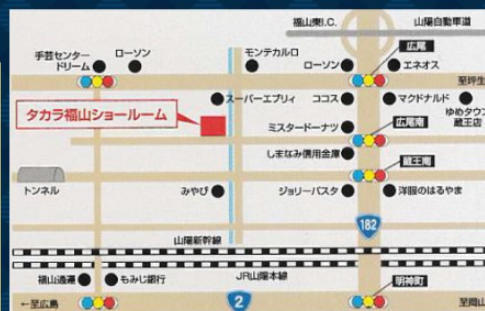 福山東I.C.
山陽自動車道
手芸センター
ドリーム
ローソン
モンテカルロ
ローソン
広尾
エネオス
至坪生
スーパーエブリィ
ココス
マクドナルド
ゆめタウン
蔵王店
タカラ福山ショールーム
ミスタードーナツ
広尾南
しまなみ信用金庫
蔵王南
トンネル
みやび
ジョリーパスタ
洋服のはるやま
182
山陽新幹線
福山通運
もみじ銀行
JR山陽本線
明神町
←至広島
2
至岡山